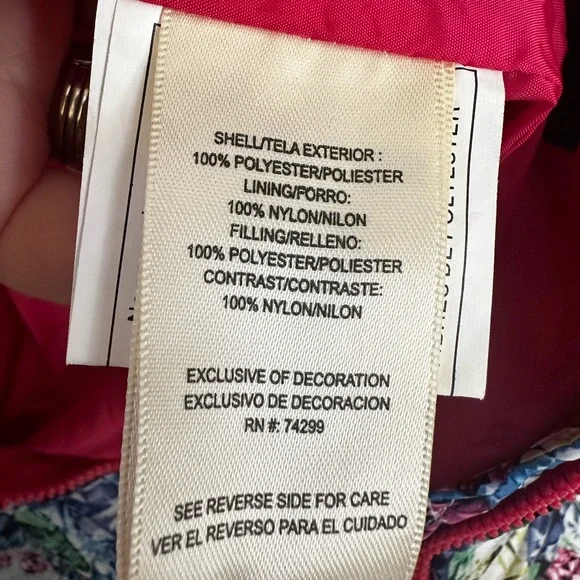 SHELL/TELA EXTERIOR :
100% POLYESTER/POLIESTER
LINING/FORRO:
100% NYLON/NILON
FILLING/RELLENO:
100% POLYESTER/POLIESTER
CONTRAST/CONTRASTE:
100% NYLON/NILON
EXCLUSIVE OF DECORATION
EXCLUSIVO DE DECORACION
RN #: 74299
SEE REVERSE SIDE FOR CARE
VER EL REVERSO PARA EL CUIDADO